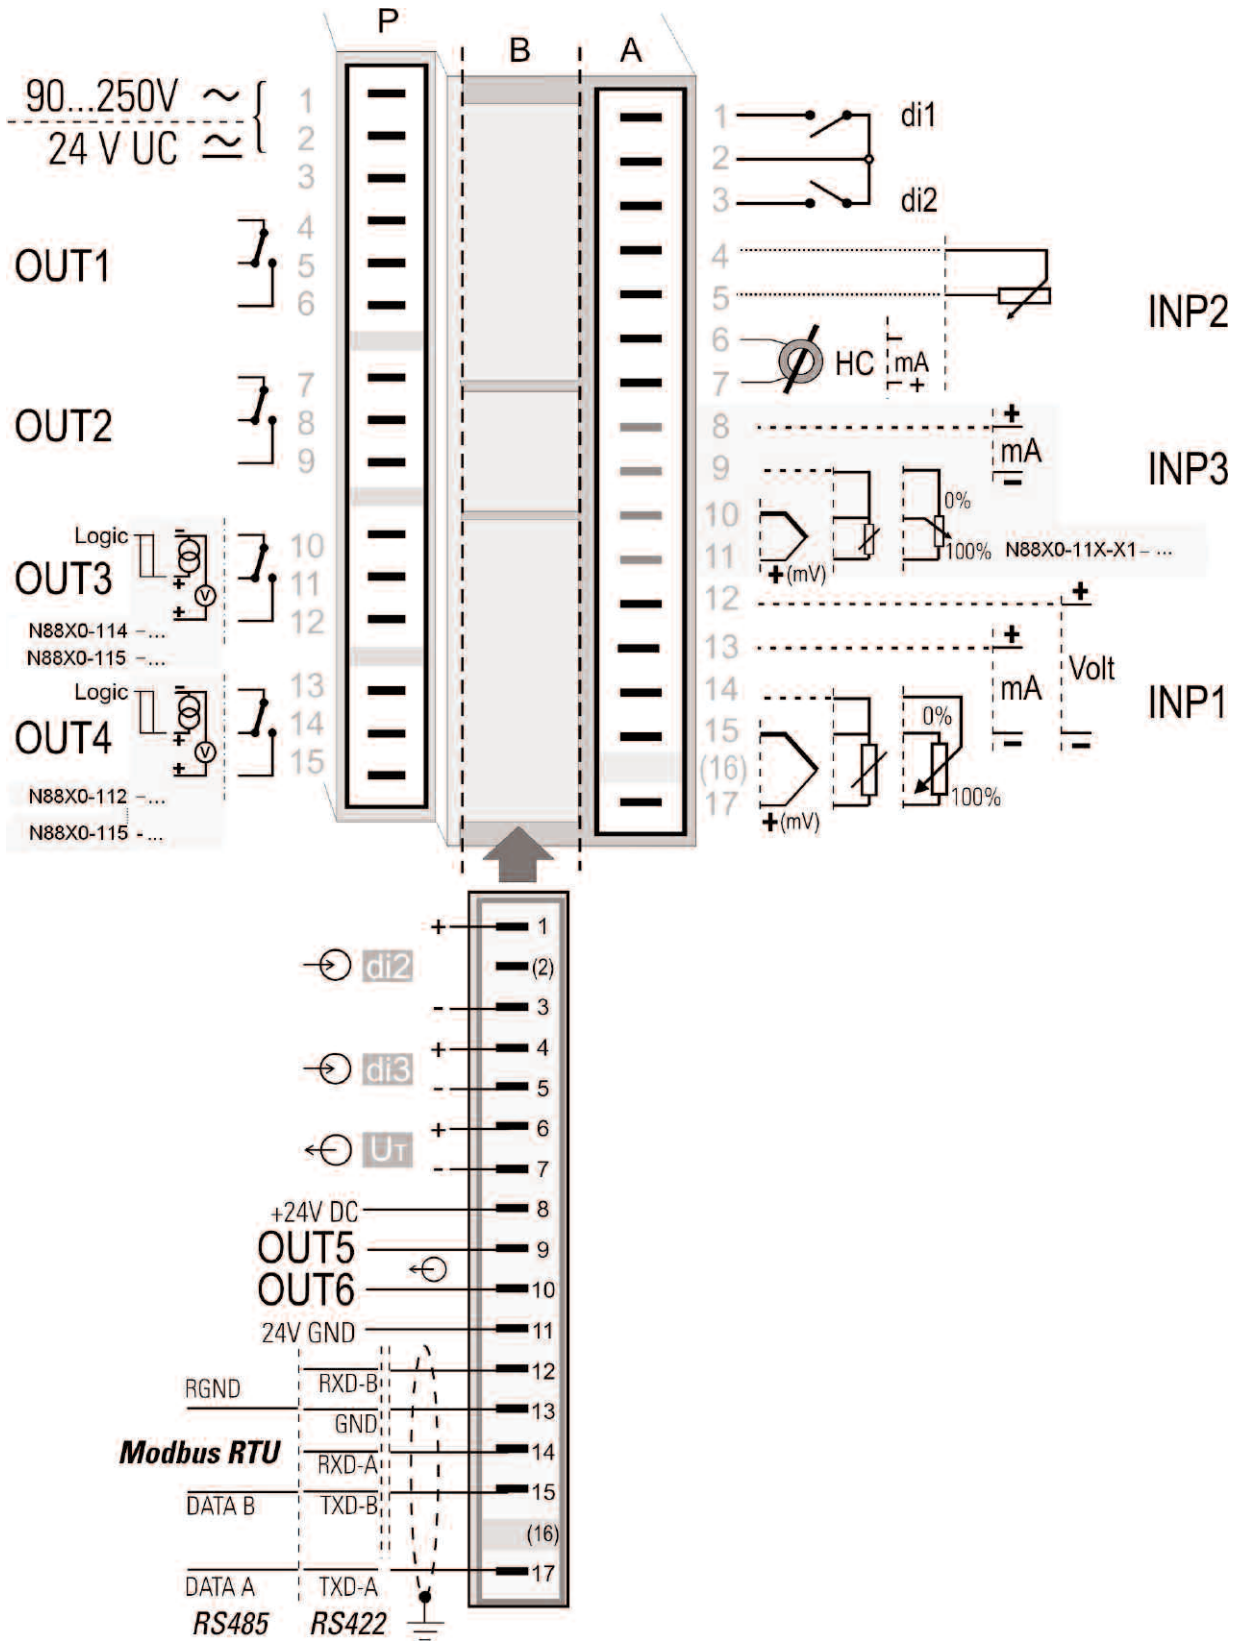 P
B
A
90...250V
24 V UC
1
2
3
4
5
6
7
8
9
10
11
12
13
14
15
OUT1
OUT2
Logic
OUT3
N88X0-114 –...
N88X0-115 –...
Logic
OUT4
N88X0-112 –...
N88X0-115 - ...
- 
+
V
+
-
+
V
+
1
2
3
4
5
6
7
8
9
10
11
12
13
14
15
(16)
17
di1
di2
INP2
HC
-
mA
+
+
mA
-
INP3
0%
100%
N88X0-11X-X1– ...
+(mV)
+
+
mA
-
Volt
-
INP1
0%
100%
+(mV)
+
1
di2
(2)
-
3
+
4
di3
-
5
+
6
UT
-
7
+24V DC
8
OUT5
9
OUT6
10
24V GND
11
RXD-B
12
RGND
GND
13
Modbus RTU
RXD-A
14
DATA B
TXD-B
15
(16)
DATA A
TXD-A
17
RS485
RS422